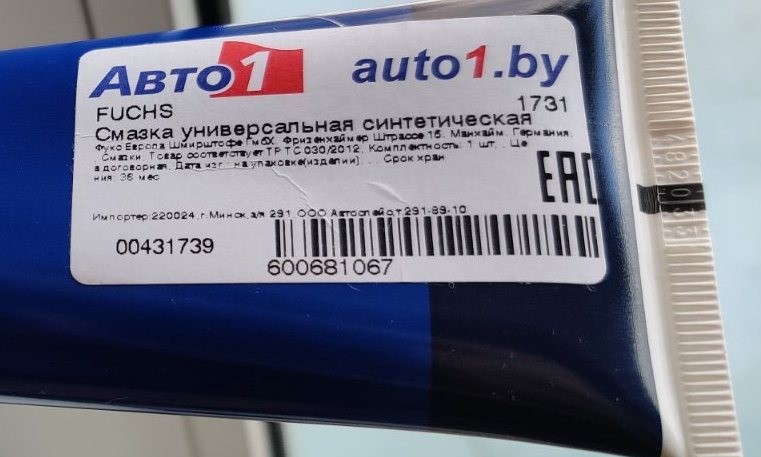 АВТО1 auto1.by
FUCHS 1731
Смазка универсальная синтетическая
Фукс Европа Шмирштофе ГмбХ. Фризенхаймер Штрассе 15. Манхайм. Германия.
. Смазки. Товар соответствует ТР ТС 030/2012. Комплектность: 1 шт. . Це
а договорная. Дата изг.: на упаковке(изделии). .. Срок хран
ния: 36 мес.
EAC
Импортер:220024,г.Минск,а/я 291 ООО Автоспейс,т.291-89-10
00431739
600681067